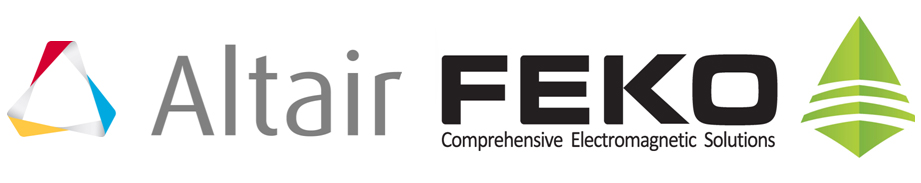 Altair
FEKO
Comprehensive Electromagnetic Solutions